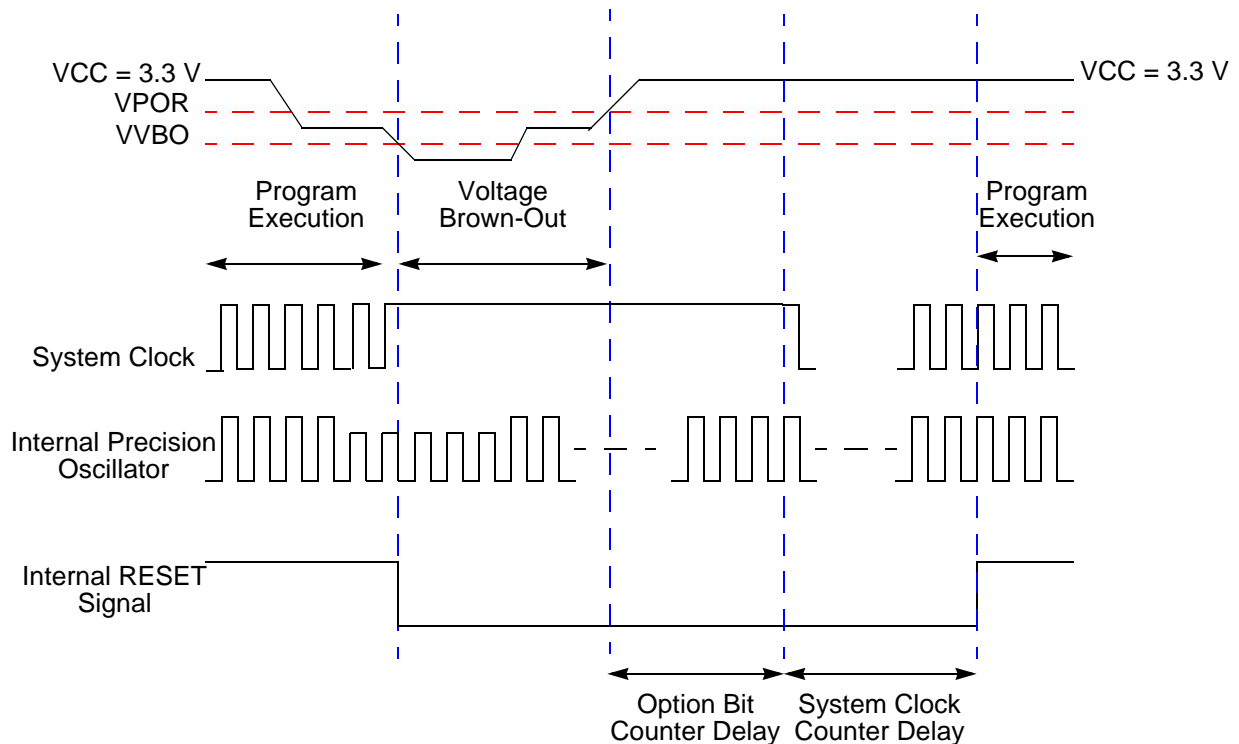 VCC = 3.3 V
VCC = 3.3 V
VPOR
VVBO
Program
Execution
Voltage
Brown-Out
Program
Execution
System Clock
Internal Precision
Oscillator
Internal RESET
Signal
Option Bit
Counter Delay
System Clock
Counter Delay